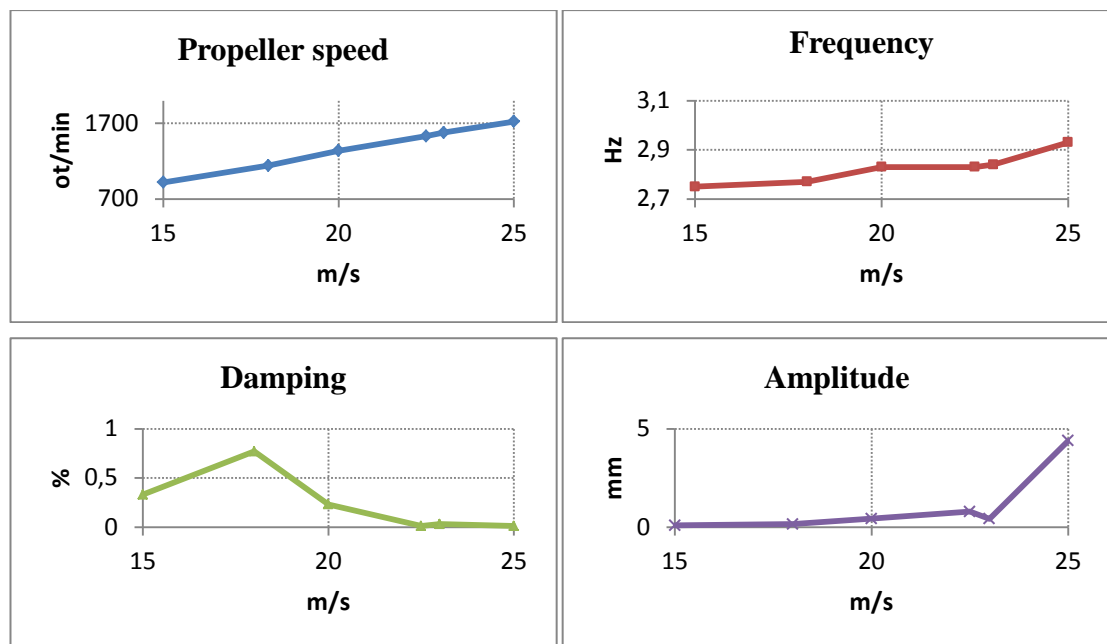 Propeller speed
ot/min
1700
700
15 20 25
m/s
Frequency
Hz
3,1
2,9
2,7
15 20 25
m/s
Damping
%
1
0,5
0
15 20 25
m/s
Amplitude
mm
5
0
15 20 25
m/s